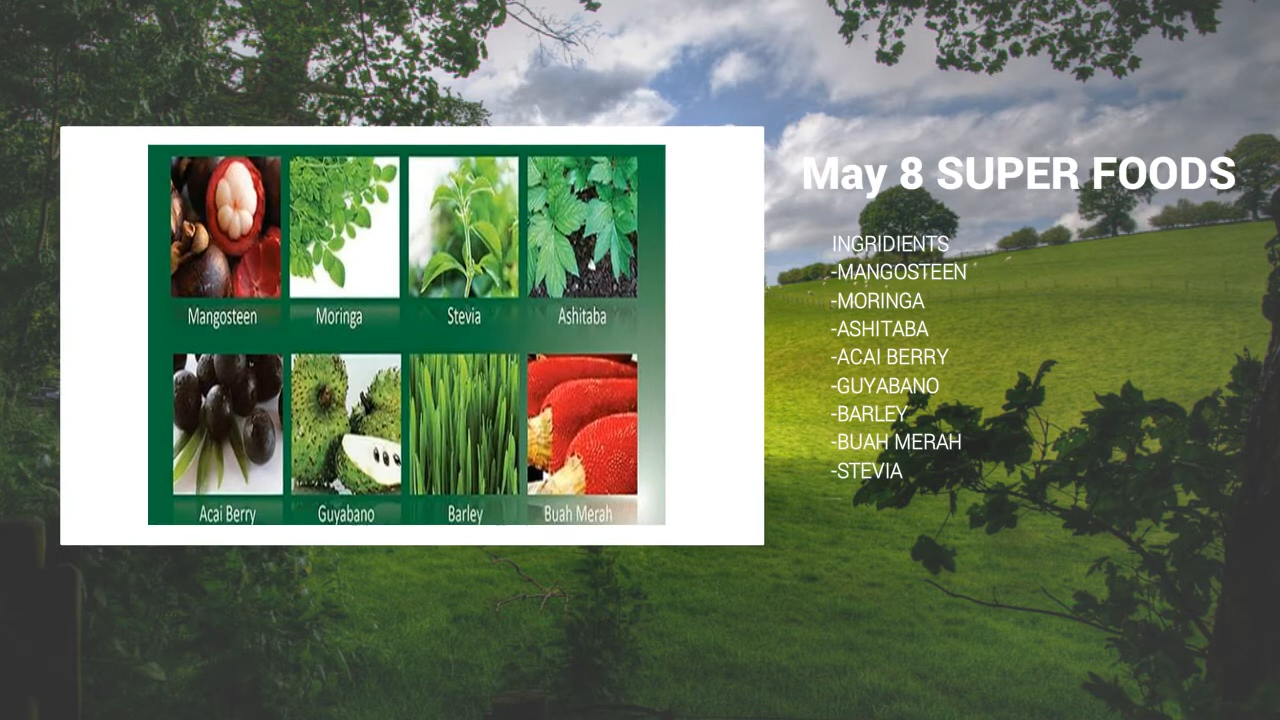 Mangosteen Moringa Stevia Ashitaba
Acai Berry Guyabano Barley Buah Merah
May 8 SUPER FOODS
INGRIDIENTS
-MANGOSTEEN
-MORINGA
-ASHITABA
-ACAI BERRY
-GUYABANO
-BARLEY
-BUAH MERAH
-STEVIA